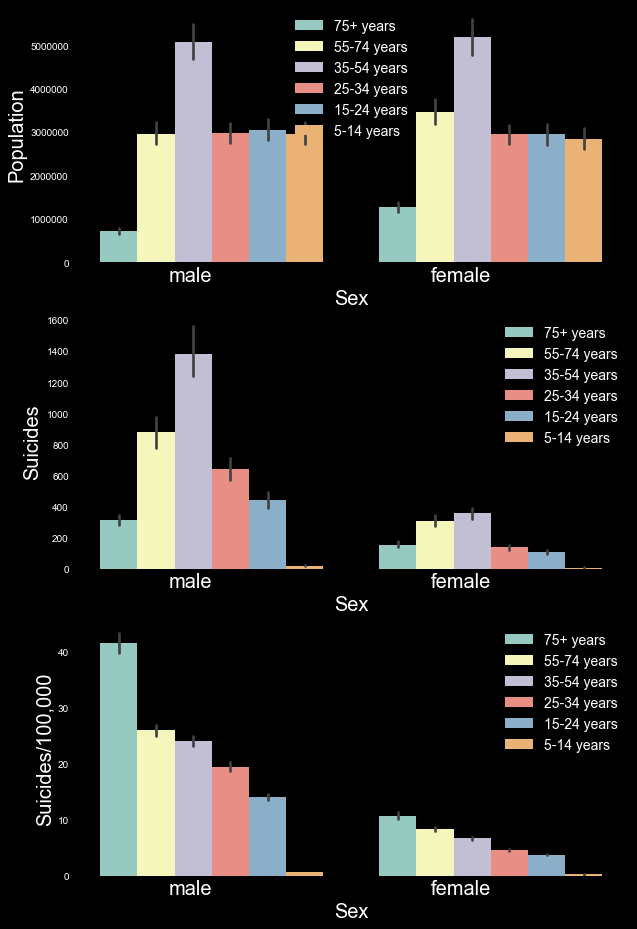 75+ years
55-74 years
35-54 years
25-34 years
15-24 years
5-14 years
Population
5000000
4000000
3000000
2000000
1000000
0
male
female
Sex
75+ years
55-74 years
35-54 years
25-34 years
15-24 years
5-14 years
Suicides
1600
1400
1200
1000
800
600
400
200
0
male
female
Sex
75+ years
55-74 years
35-54 years
25-34 years
15-24 years
5-14 years
Suicides/100,000
40
30
20
10
0
male
female
Sex